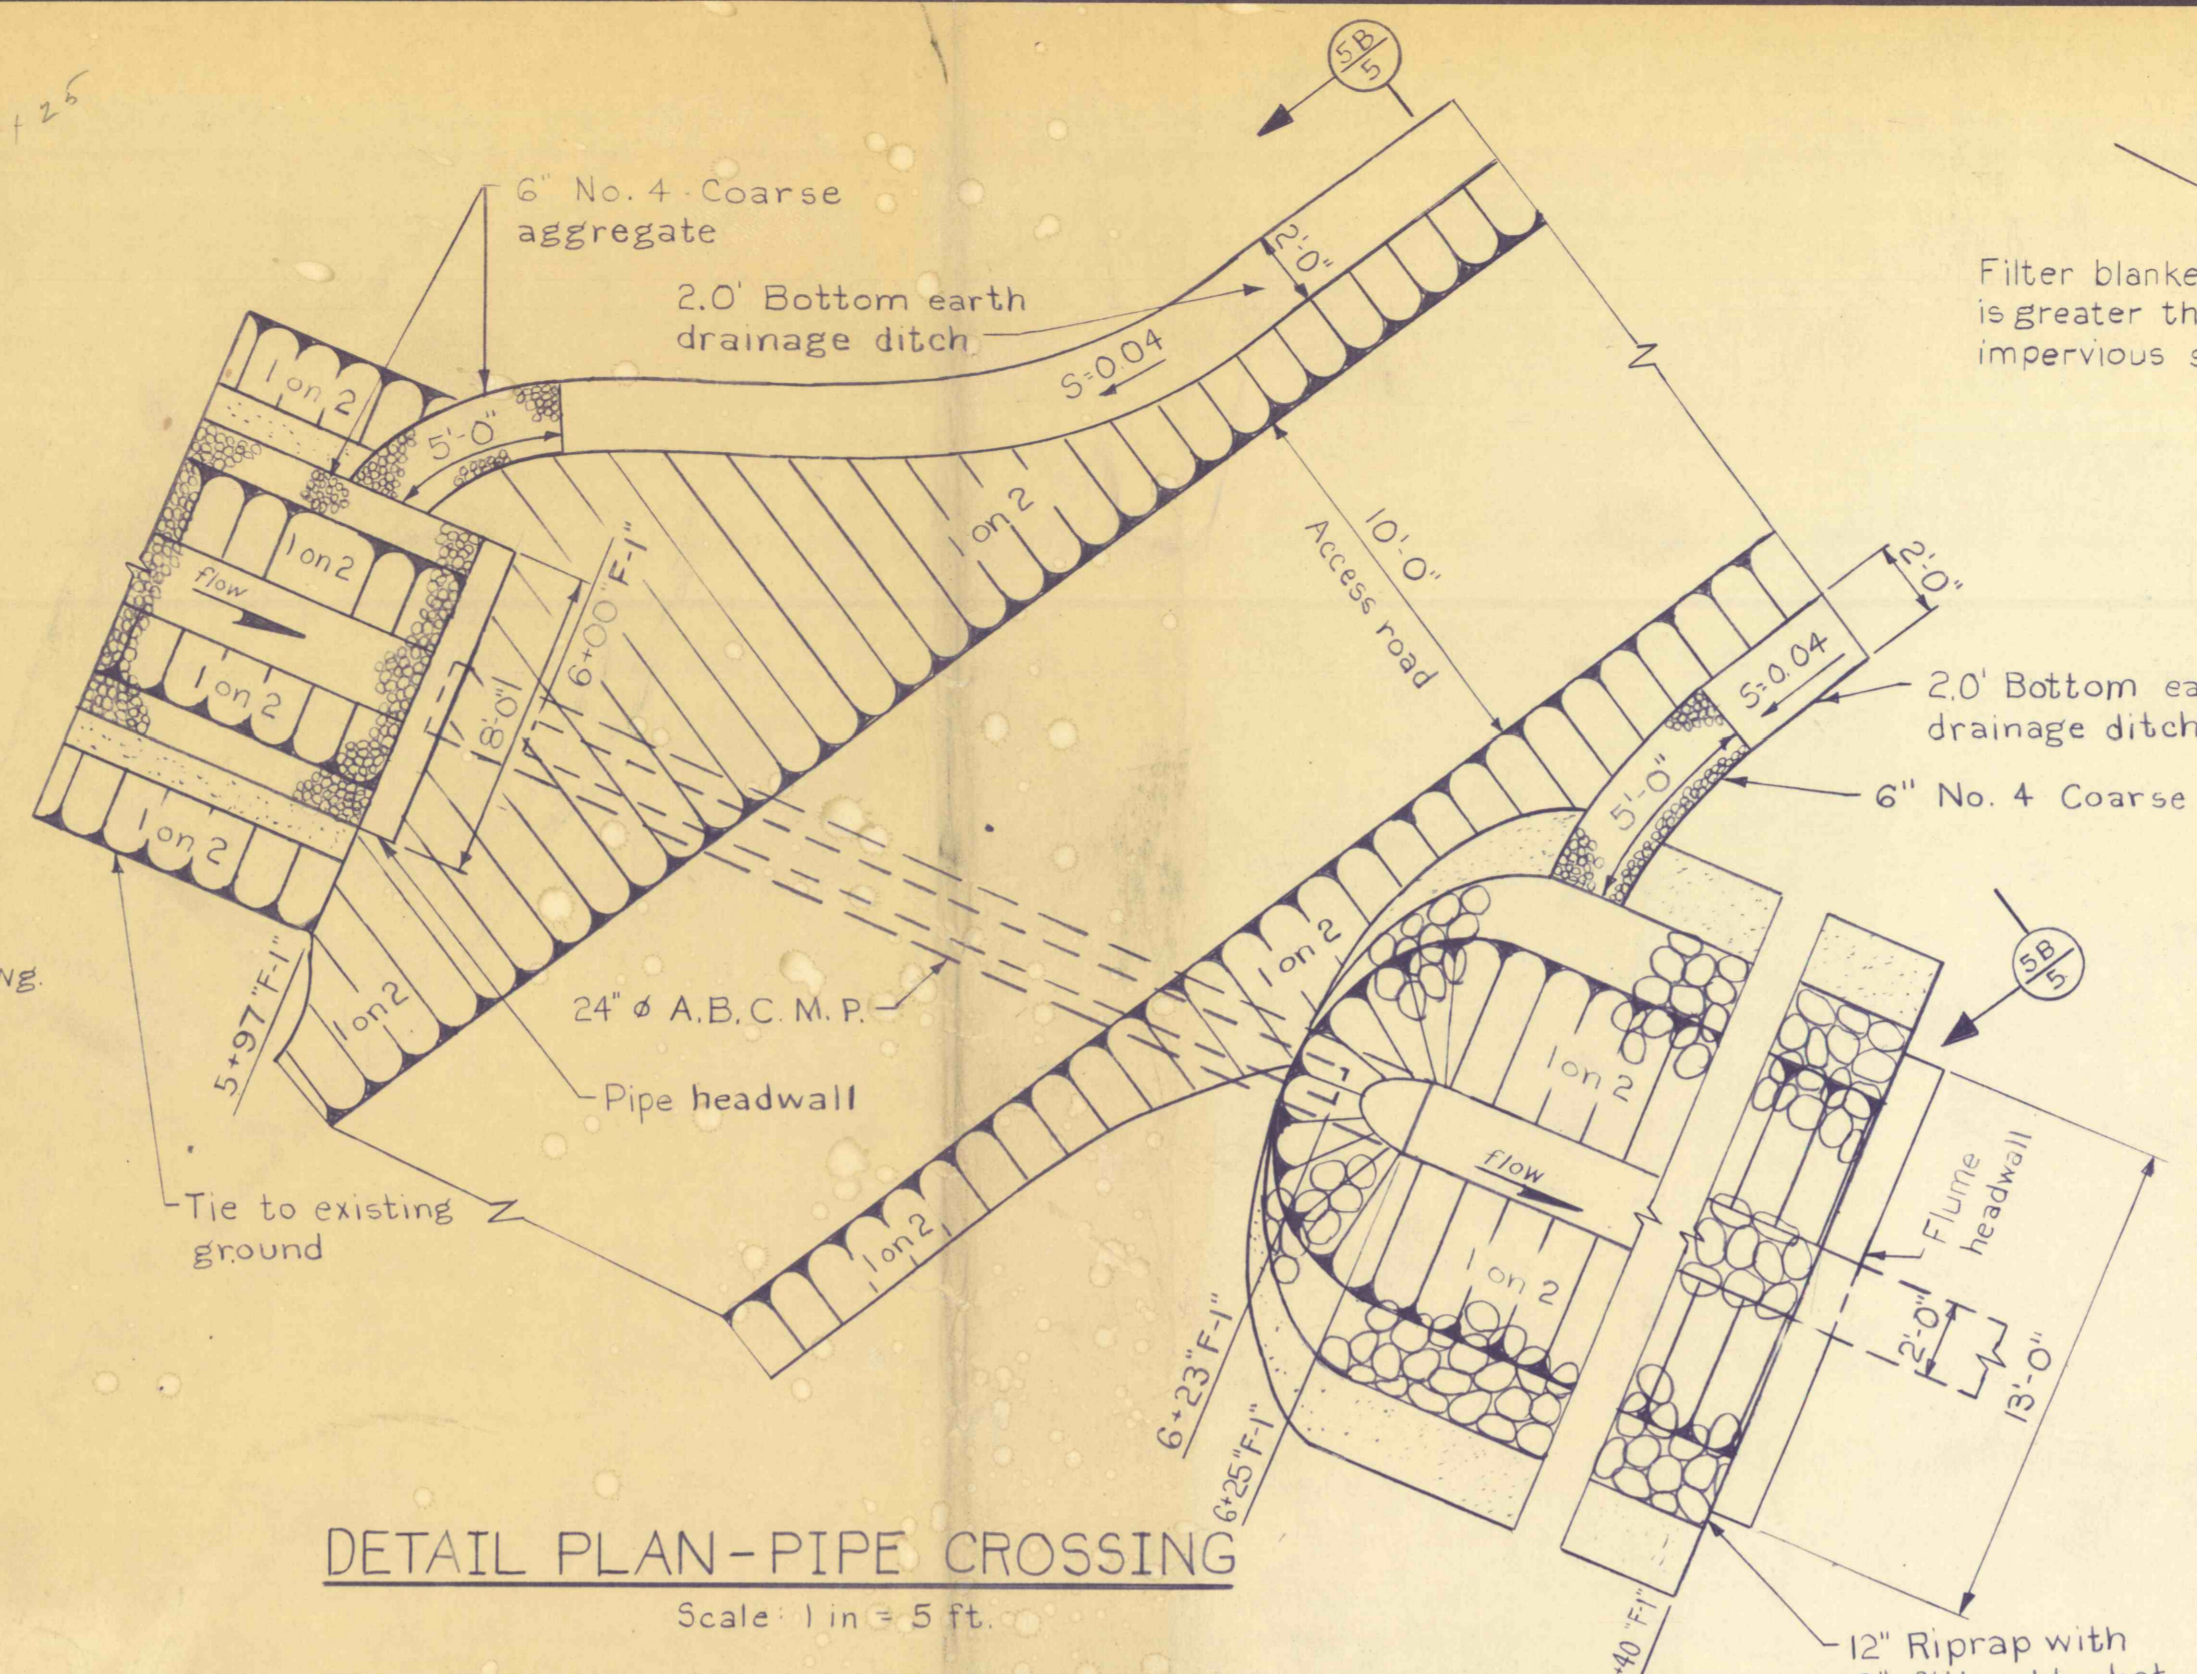 +25
5B
5
6" No. 4 Coarse
aggregate
2.0' Bottom earth
drainage ditch
2'-0"
S=0.04
Filter
is greater
impervious
1 on 2
5'-0"
1 on 2
1 on 2
flow
1 on 2
1 on 2
8'-0"
6+00 "F-1"
10'-0"
Access road
2'-0"
S=0.04
2.0' Bottom
drainage ditch
5'-0"
6" No. 4 Coarse
5B
5
1 on 2
5+97 "F-1"
1 on 2
24" ø A.B.C.M.P.
Pipe headwall
1 on 2
flow
1 on 2
Flume
headwall
2'-0"
13'-0"
Tie to existing
ground
1 on 2
6+23 "F-1"
6+25 "F-1"
+40 "F-1"
DETAIL PLAN-PIPE CROSSING
Scale: 1 in = 5 ft.
12" Riprap with